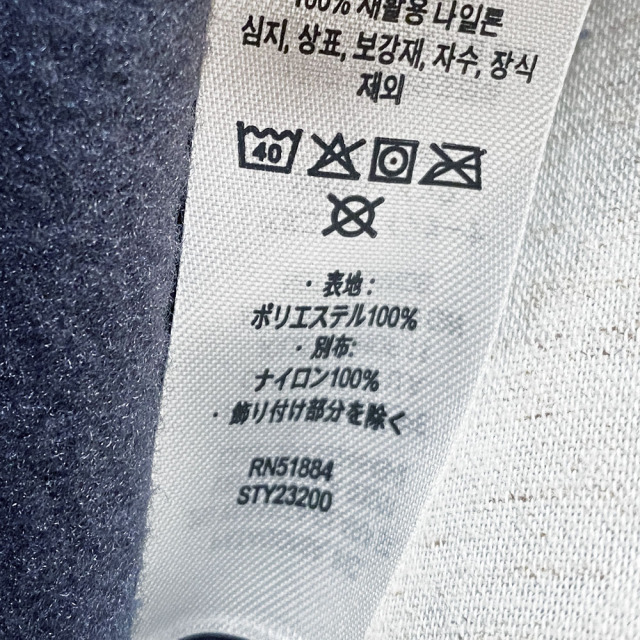 100% 재활용 나일론
심지, 상표, 보강재, 자수, 장식
제외
40
・表地:
ポリエステル100%
・別布:
ナイロン100%
・飾り付け部分を除く
RN51884
STY23200